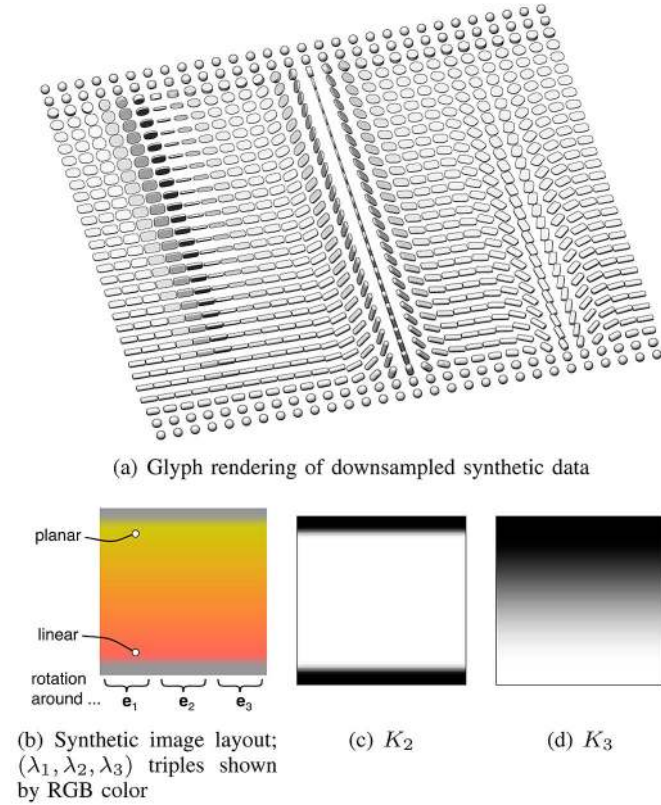 (a) Glyph rendering of downsampled synthetic data
planar
linear
rotation
around ... e₁ e₂ e₃
(b) Synthetic image layout;
(λ₁, λ₂, λ₃) triples shown
by RGB color
(c) K₂
(d) K₃